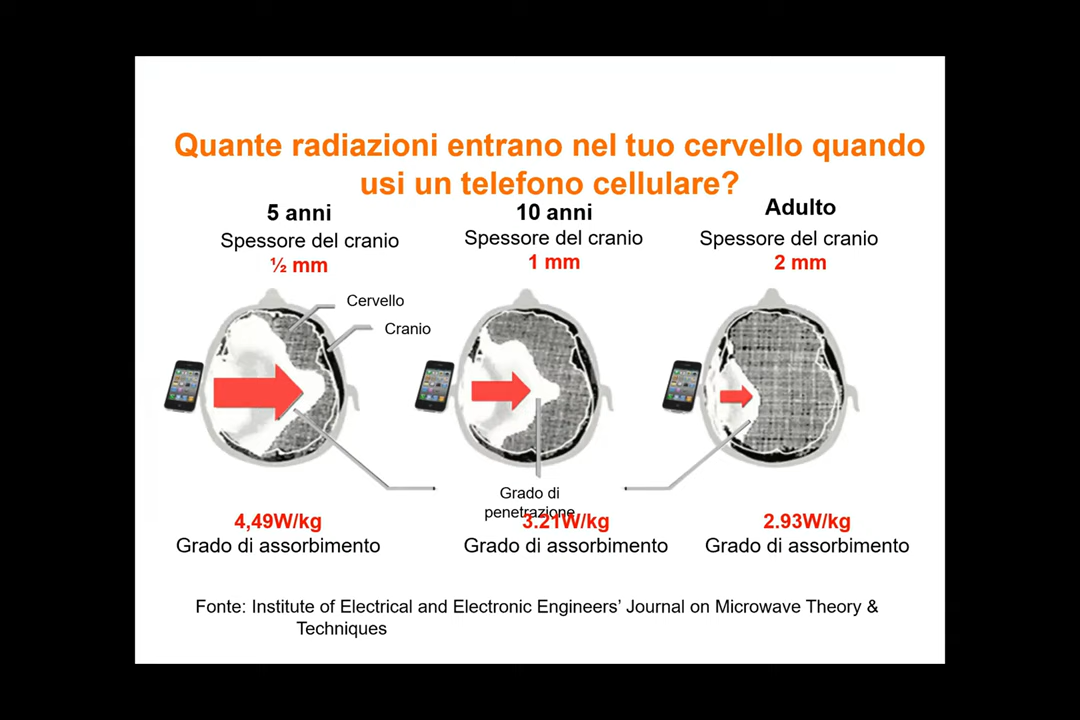 Quante radiazioni entrano nel tuo cervello quando
usi un telefono cellulare?
5 anni
Spessore del cranio
½ mm
10 anni
Spessore del cranio
1 mm
Adulto
Spessore del cranio
2 mm
Cervello
Cranio
Grado di
penetrazione
4,49W/kg
Grado di assorbimento
3.21W/kg
Grado di assorbimento
2.93W/kg
Grado di assorbimento
Fonte: Institute of Electrical and Electronic Engineers’ Journal on Microwave Theory &
Techniques